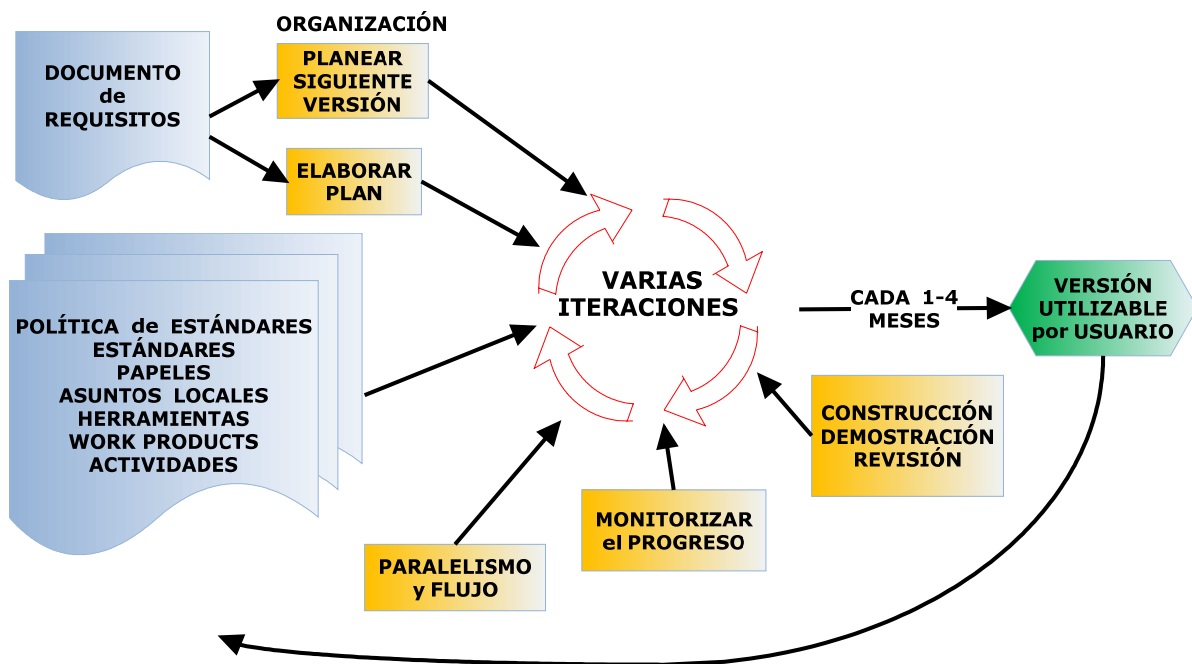 ORGANIZACIÓN
DOCUMENTO
de
REQUISITOS
PLANEAR
SIGUIENTE
VERSIÓN
ELABORAR
PLAN
POLÍTICA de ESTÁNDARES
ESTÁNDARES
PAPELES
ASUNTOS LOCALES
HERRAMIENTAS
WORK PRODUCTS
ACTIVIDADES
VARIAS
ITERACIONES
CADA 1-4
MESES
VERSIÓN
UTILIZABLE
por USUARIO
CONSTRUCCIÓN
DEMOSTRACIÓN
REVISIÓN
MONITORIZAR
el PROGRESO
PARALELISMO
y FLUJO